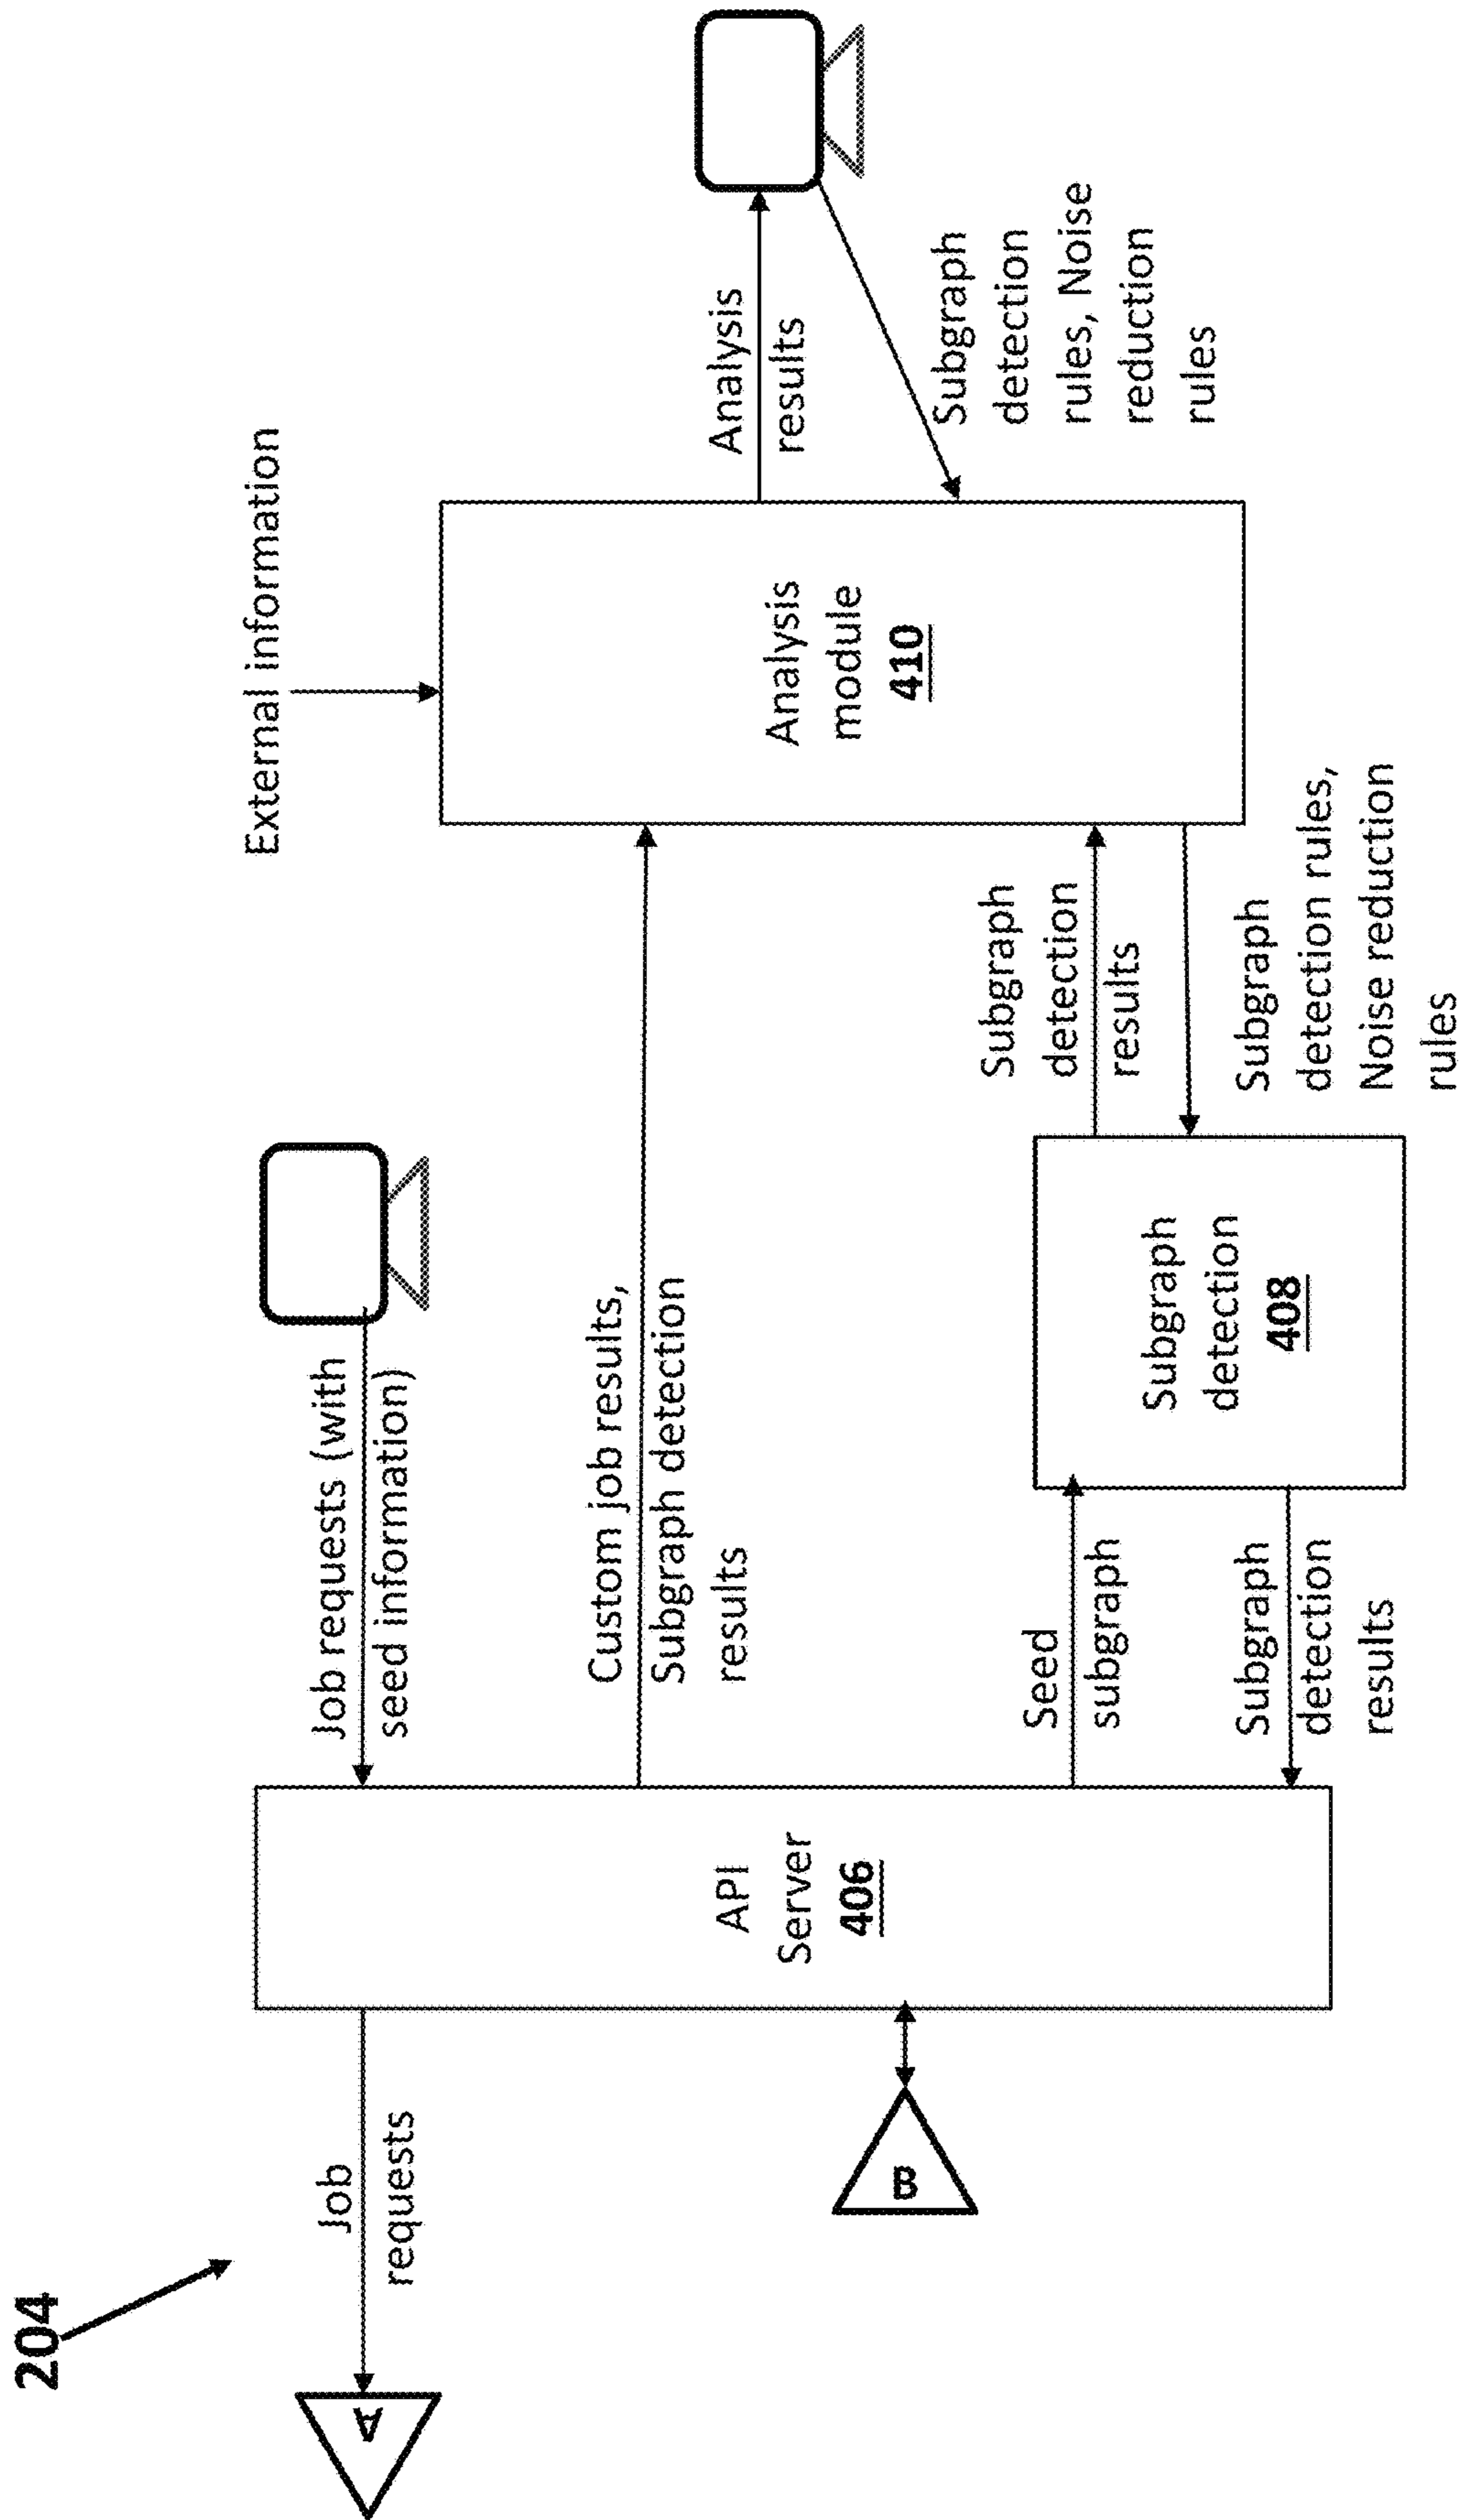 204
External information
Job requests (with
seed information)
Job
requests
A
Custom job results,
Subgraph detection
results
Analysis
results
API
Server
406
Analysis
module
410
B
Subgraph
detection
rules, Noise
reduction
rules
Seed
subgraph
Subgraph
detection
results
Subgraph
detection
408
Subgraph
detection
results
Subgraph
detection rules,
Noise reduction
rules